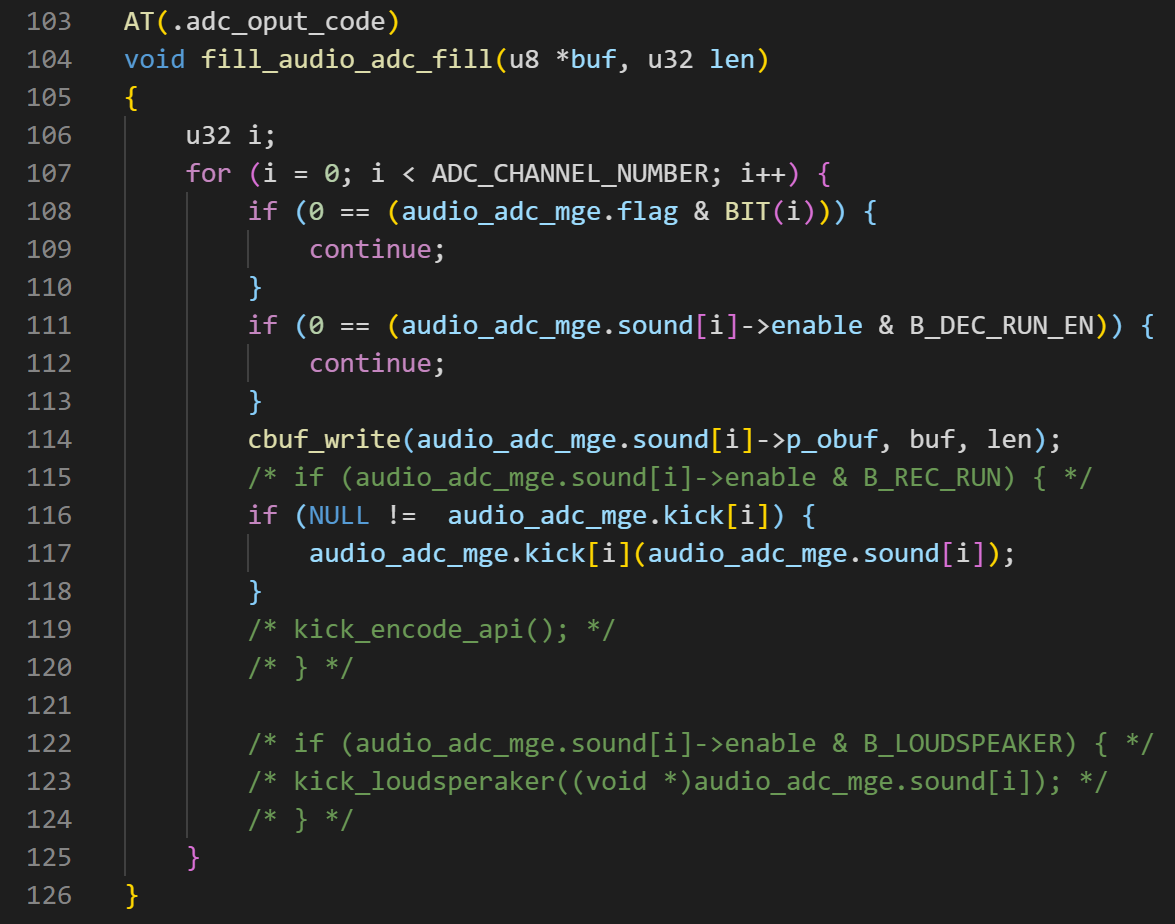 103 AT(.adc_oput_code)
104 void fill_audio_adc_fill(u8 *buf, u32 len)
105 {
106     u32 i;
107     for (i = 0; i < ADC_CHANNEL_NUMBER; i++) {
108         if (0 == (audio_adc_mge.flag & BIT(i))) {
109             continue;
110         }
111         if (0 == (audio_adc_mge.sound[i]->enable & B_DEC_RUN_EN)) {
112             continue;
113         }
114         cbuf_write(audio_adc_mge.sound[i]->p_obuf, buf, len);
115         /* if (audio_adc_mge.sound[i]->enable & B_REC_RUN) { */
116         if (NULL !=  audio_adc_mge.kick[i]) {
117             audio_adc_mge.kick[i](audio_adc_mge.sound[i]);
118         }
119         /* kick_encode_api(); */
120         /* } */
121
122         /* if (audio_adc_mge.sound[i]->enable & B_LOUDSPEAKER) { */
123         /* kick_loudsperaker((void *)audio_adc_mge.sound[i]); */
124         /* } */
125     }
126 }